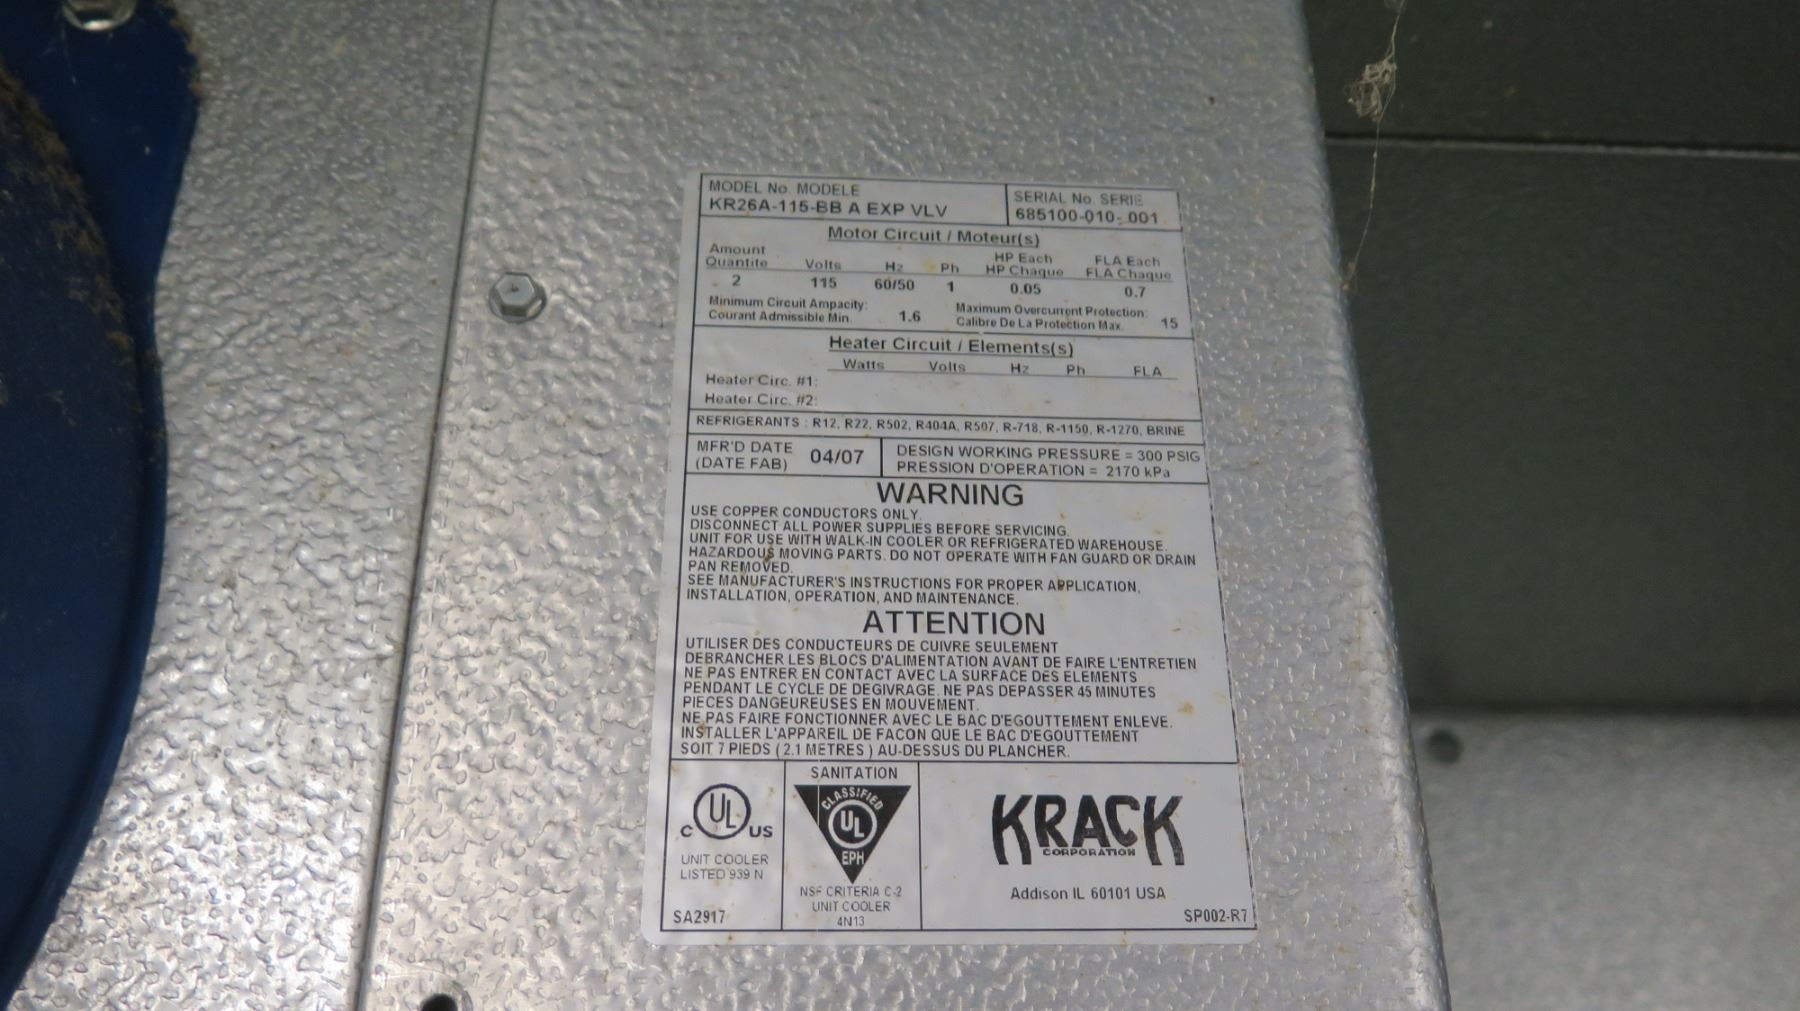 MODEL No. MODELE
KR26A-115-BB A EXP VLV
SERIAL No. SERIE
685100-010- 001
Motor Circuit / Moteur(s)
Amount Quantite Volts Hz Ph HP Each HP Chaque FLA Each FLA Chaque
2 115 60/50 1 0.05 0.7
Minimum Circuit Ampacity:
Courant Admissible Min. 1.6
Maximum Overcurrent Protection:
Calibre De La Protection Max. 15
Heater Circuit / Elements(s)
Watts Volts Hz Ph FLA
Heater Circ. #1:
Heater Circ. #2:
REFRIGERANTS : R12, R22, R502, R404A, R507, R-718, R-1150, R-1270, BRINE
MFR'D DATE
(DATE FAB) 04/07
DESIGN WORKING PRESSURE = 300 PSIG
PRESSION D'OPERATION = 2170 kPa
WARNING
USE COPPER CONDUCTORS ONLY.
DISCONNECT ALL POWER SUPPLIES BEFORE SERVICING.
UNIT FOR USE WITH WALK-IN COOLER OR REFRIGERATED WAREHOUSE.
HAZARDOUS MOVING PARTS. DO NOT OPERATE WITH FAN GUARD OR DRAIN
PAN REMOVED.
SEE MANUFACTURER'S INSTRUCTIONS FOR PROPER APPLICATION,
INSTALLATION, OPERATION, AND MAINTENANCE.
ATTENTION
UTILISER DES CONDUCTEURS DE CUIVRE SEULEMENT
DEBRANCHER LES BLOCS D'ALIMENTATION AVANT DE FAIRE L'ENTRETIEN
NE PAS ENTRER EN CONTACT AVEC LA SURFACE DES ELEMENTS
PENDANT LE CYCLE DE DEGIVRAGE. NE PAS DEPASSER 45 MINUTES
PIECES DANGEUREUSES EN MOUVEMENT.
NE PAS FAIRE FONCTIONNER AVEC LE BAC D'EGOUTTEMENT ENLEVE.
INSTALLER L'APPAREIL DE FACON QUE LE BAC D'EGOUTTEMENT
SOIT 7 PIEDS ( 2.1 METRES ) AU-DESSUS DU PLANCHER.
C UL US
UNIT COOLER
LISTED 939 N
SA2917
SANITATION
CLASSIFIED
UL
EPH
NSF CRITERIA C-2
UNIT COOLER
4N13
KRACK
CORPORATION
Addison IL 60101 USA
SP002-R7